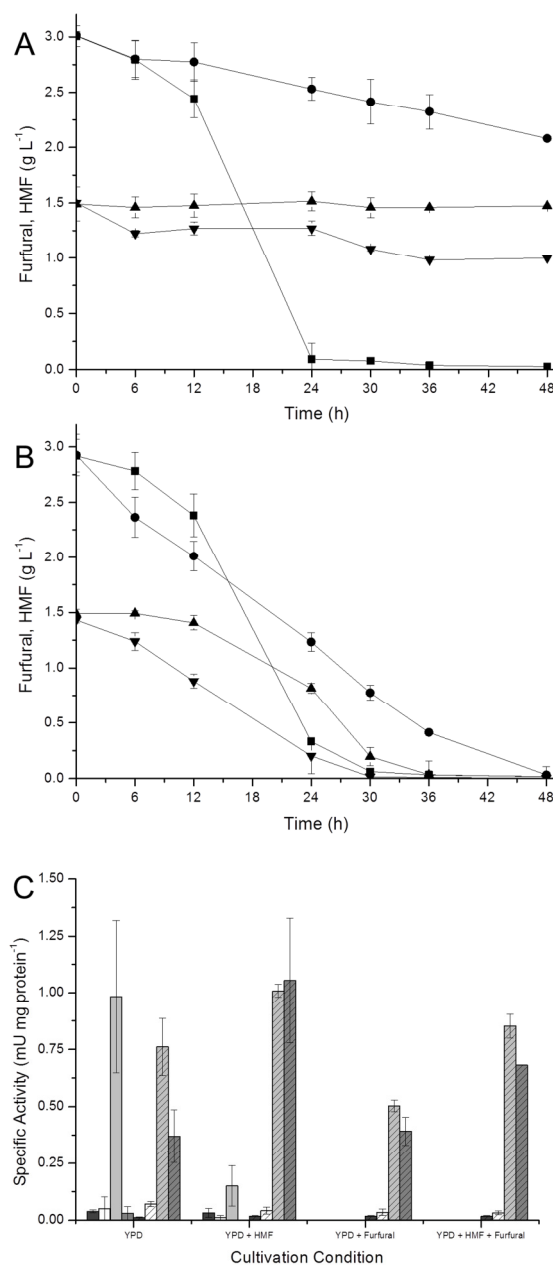 A
3.0
2.5
2.0
1.5
1.0
0.5
0.0
Furfural, HMF (g L⁻¹)
0 6 12 18 24 30 36 42 48
Time (h)
B
3.0
2.5
2.0
1.5
1.0
0.5
0.0
Furfural, HMF (g L⁻¹)
0 6 12 18 24 30 36 42 48
Time (h)
C
1.50
1.25
1.00
0.75
0.50
0.25
0.00
Specific Activity (mU mg protein⁻¹)
YPD YPD + HMF YPD + Furfural YPD + HMF + Furfural
Cultivation Condition